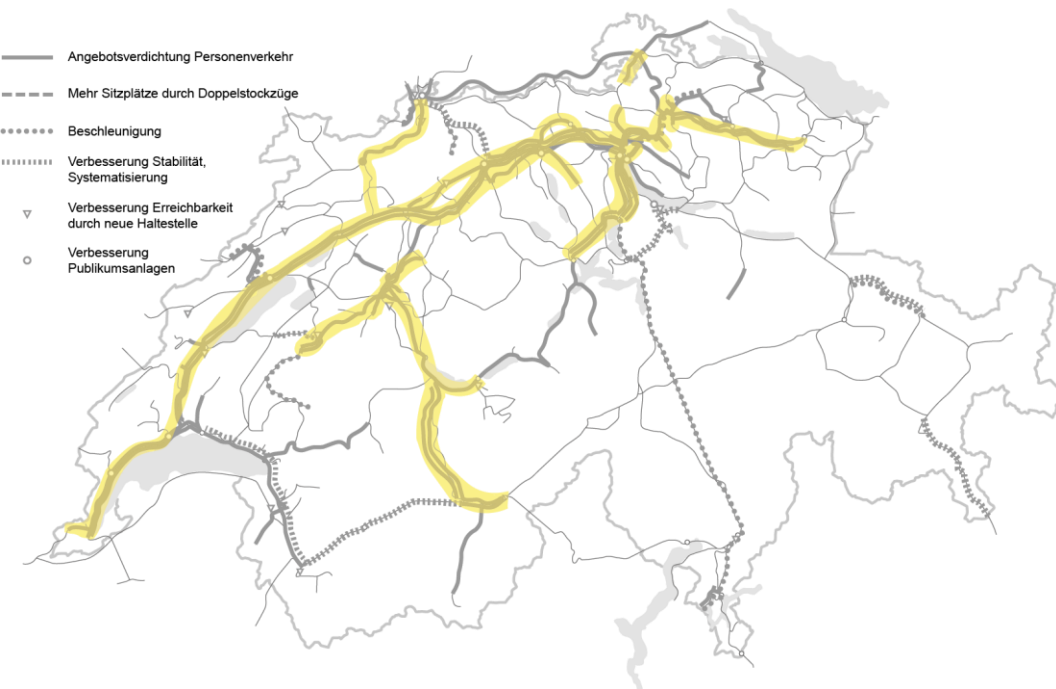 Angebotsverdichtung Personenverkehr
Mehr Sitzplätze durch Doppelstockzüge
Beschleunigung
Verbesserung Stabilität,
Systematisierung
Verbesserung Erreichbarkeit
durch neue Haltestelle
Verbesserung
Publikumsanlagen